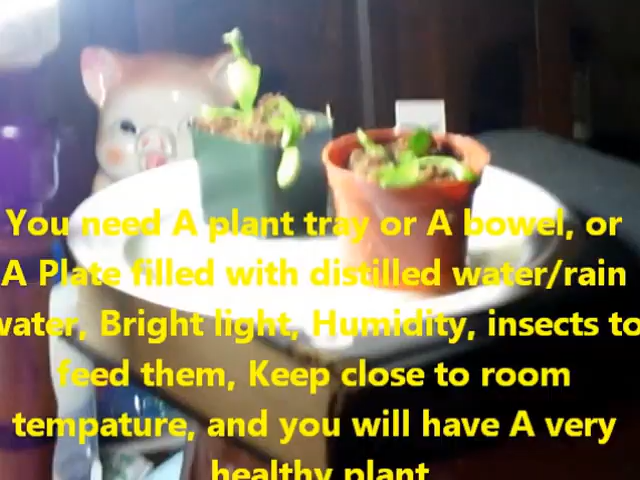 You need A plant tray or A bowel, or
A Plate filled with distilled water/rain
water, Bright light, Humidity, insects to
feed them, Keep close to room
tempature, and you will have A very
healthy plant